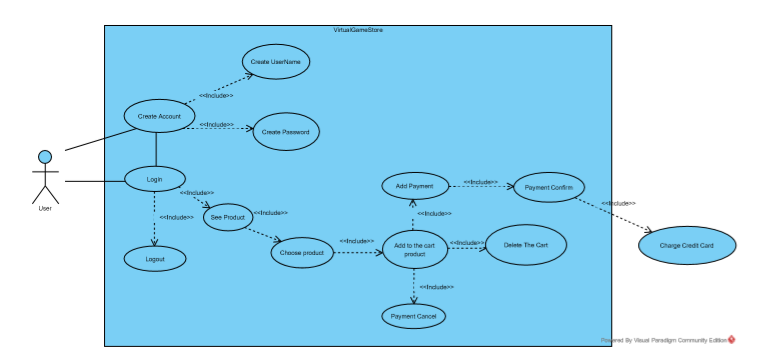 VirtualGameStore
Create UserName
<<Include>>
Create Account
<<Include>>
Create Password
User
Login
<<Include>>
See Product
<<Include>>
<<Include>>
Logout
Choose product
<<Include>>
Add Payment
<<Include>>
Payment Confirm
<<Include>>
<<Include>>
Add to the cart
product
<<Include>>
Delete The Cart
Charge Credit Card
<<Include>>
Payment Cancel
Powered By Visual Paradigm Community Edition